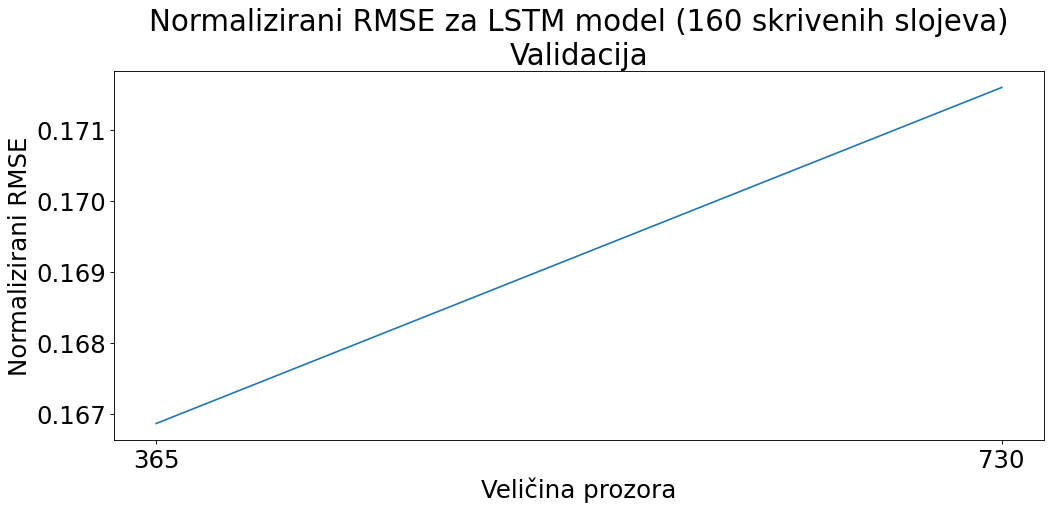 Normalizirani RMSE za LSTM model (160 skrivenih slojeva)
Validacija
Normalizirani RMSE
0.171
0.170
0.169
0.168
0.167
365
730
Veličina prozora